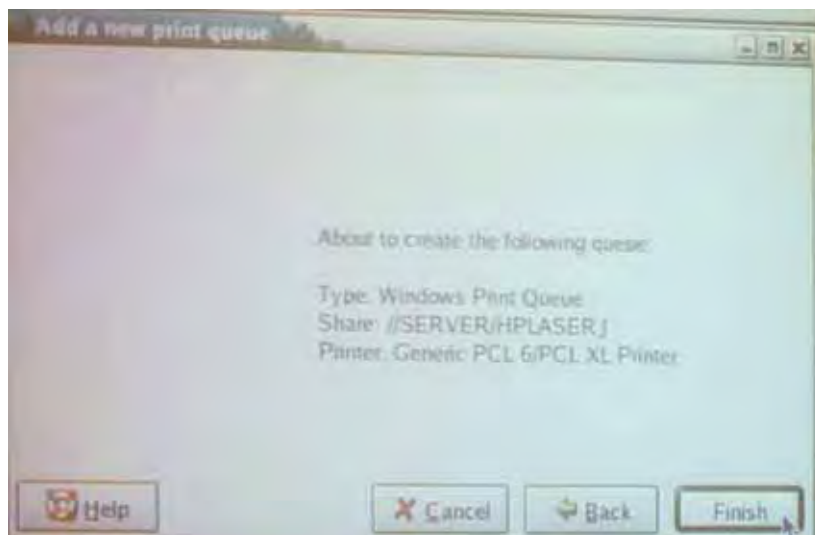 Add a new print queue
About to create the following queue:
Type: Windows Print Queue
Share: //SERVER/HPLASERJ
Printer: Generic PCL 6/PCL XL Printer
Help
Cancel
Back
Finish